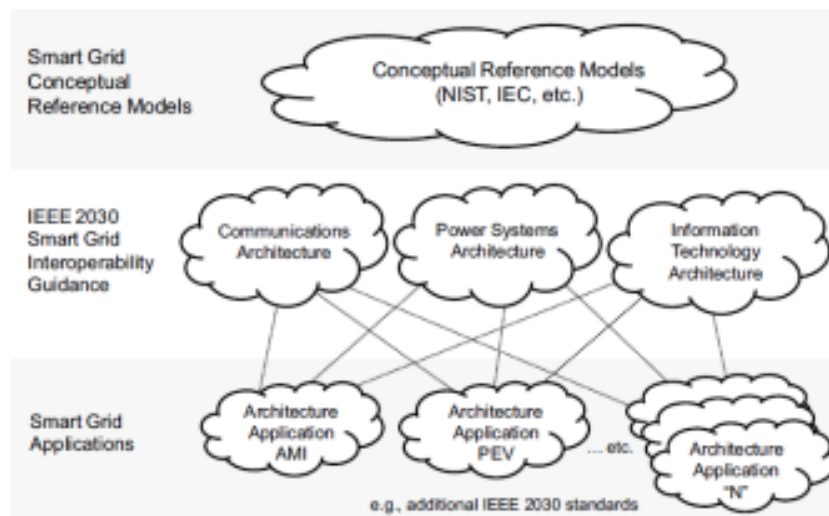 Smart Grid
Conceptual
Reference Models
Conceptual Reference Models
(NIST, IEC, etc.)
IEEE 2030
Smart Grid
Interoperability
Guidance
Communications
Architecture
Power Systems
Architecture
Information
Technology
Architecture
Smart Grid
Applications
Architecture
Application
AMI
Architecture
Application
PEV
... etc.
Architecture
Application
"N"
e.g., additional IEEE 2030 standards